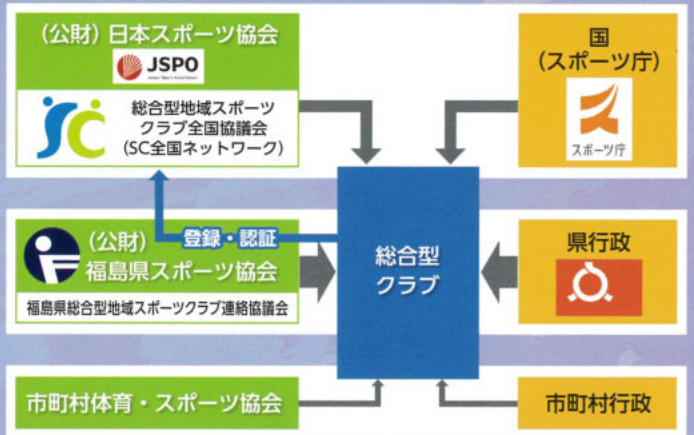 (公財)日本スポーツ協会
JSPO
総合型地域スポーツ
クラブ全国協議会
(SC全国ネットワーク)
国
(スポーツ庁)
スポーツ庁
登録・認証
総合型
クラブ
(公財)
福島県スポーツ協会
福島県総合型地域スポーツクラブ連絡協議会
県行政
市町村体育・スポーツ協会
市町村行政